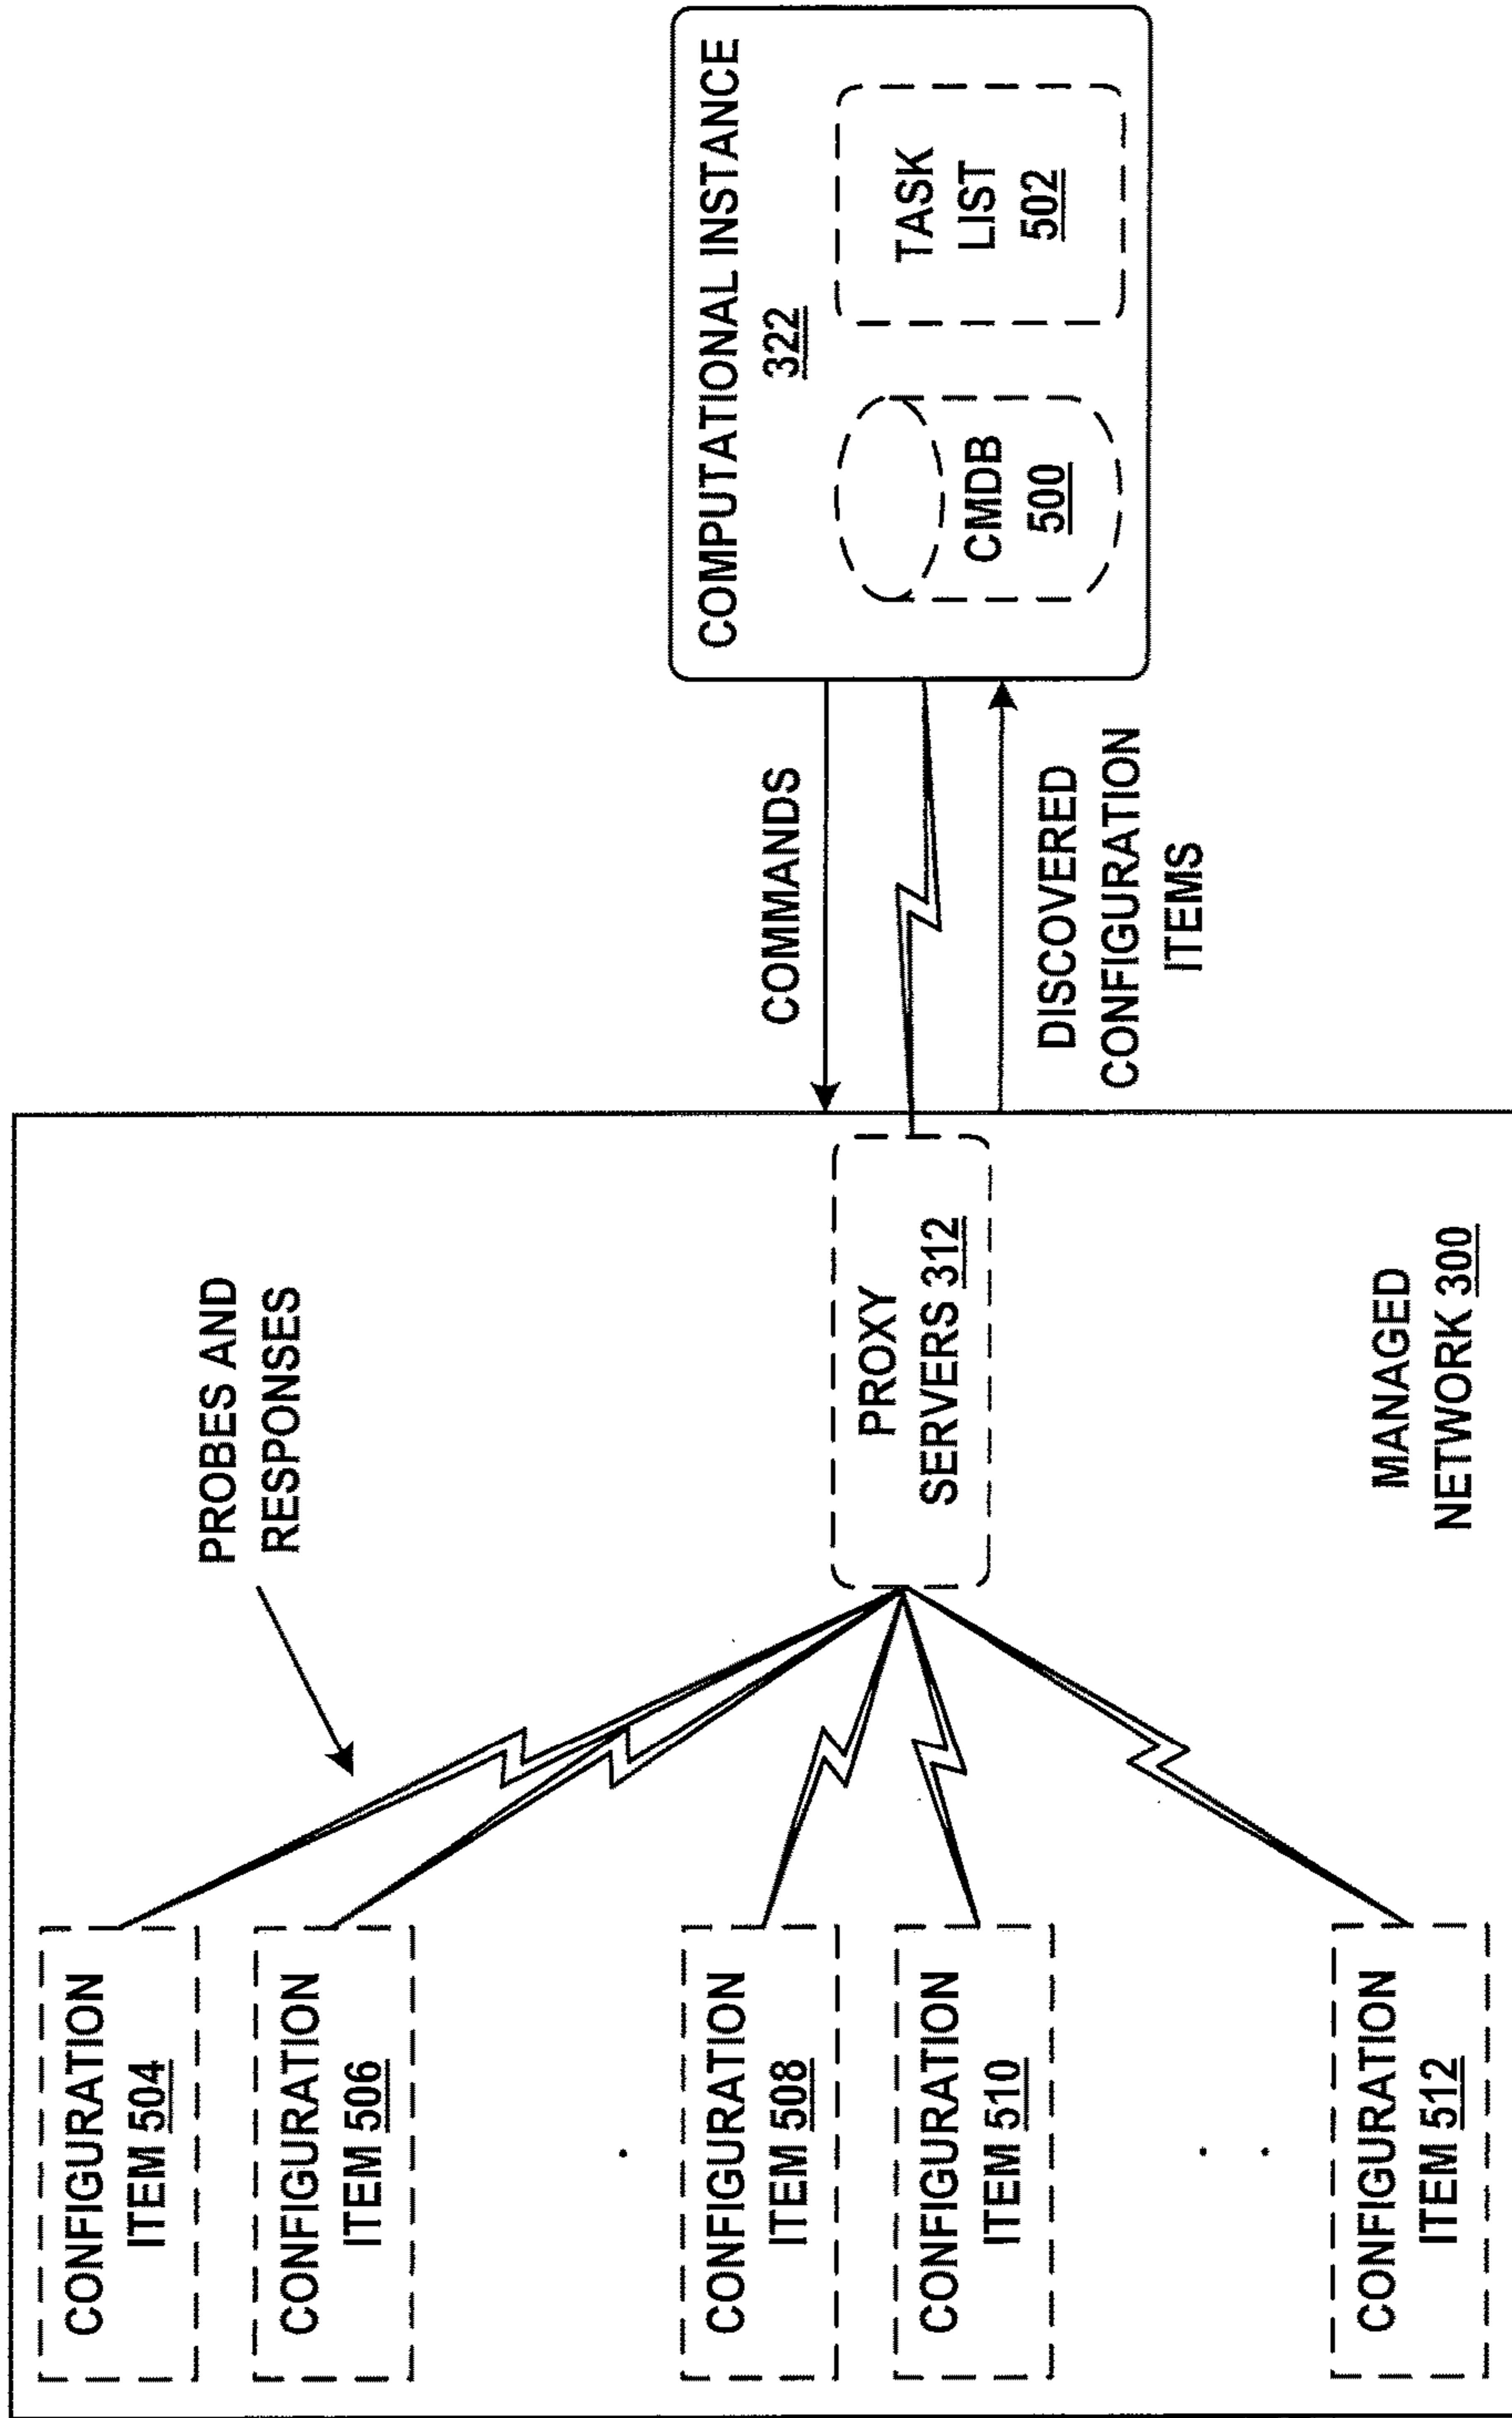 CONFIGURATION
ITEM 504
CONFIGURATION
ITEM 506
CONFIGURATION
ITEM 508
CONFIGURATION
ITEM 510
CONFIGURATION
ITEM 512
PROBES AND
RESPONSES
PROXY
SERVERS 312
MANAGED
NETWORK 300
COMMANDS
DISCOVERED
CONFIGURATION
ITEMS
COMPUTATIONAL INSTANCE
322
CMDB
500
TASK
LIST
502